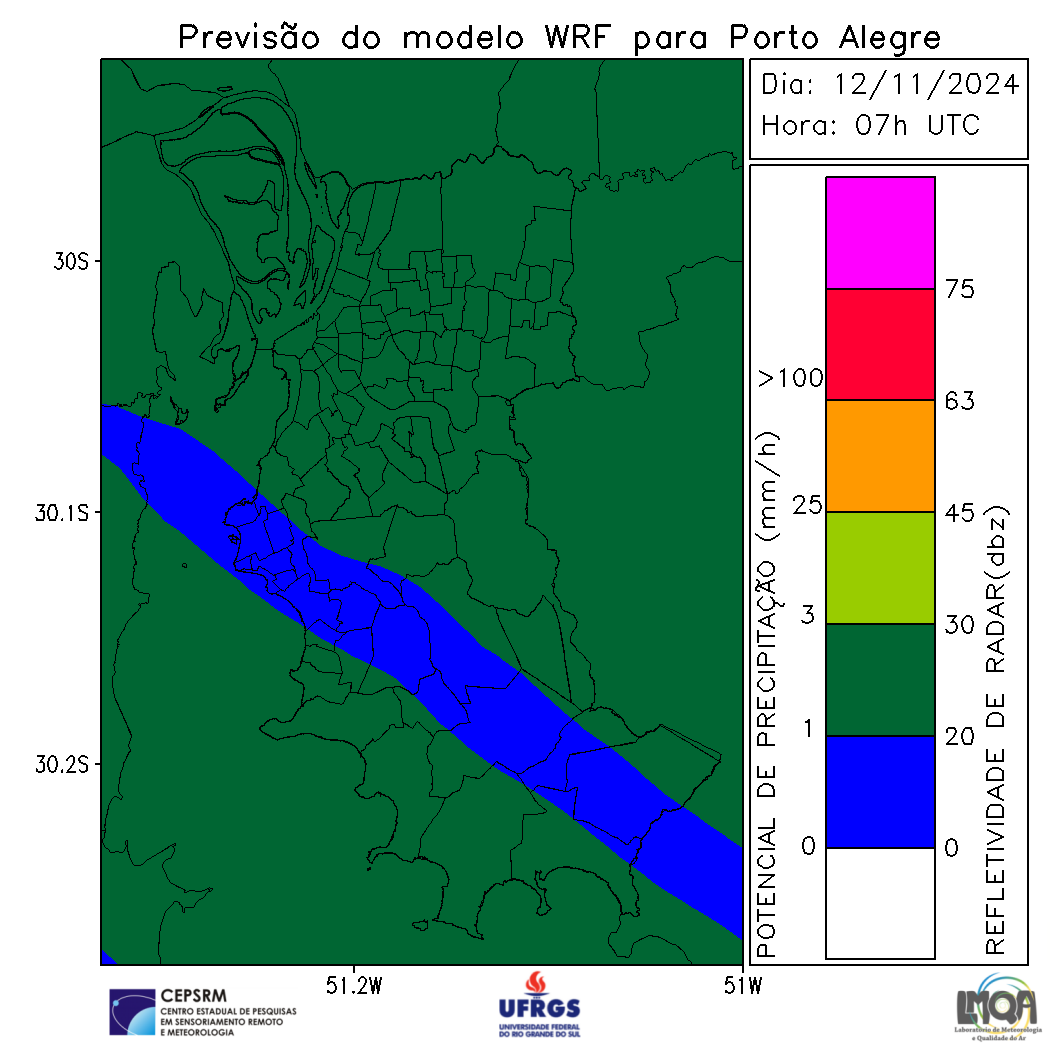 Previsão do modelo WRF para Porto Alegre
Dia: 12/11/2024
Hora: 07h UTC
30S
30.1S
30.2S
51.2W
51W
POTENCIAL DE PRECIPITAÇÃO (mm/h)
>100
25
3
1
0
75
63
45
30
20
0
REFLETIVIDADE DE RADAR(dbz)
CEPSRM
CENTRO ESTADUAL DE PESQUISAS
EM SENSORIAMENTO REMOTO
E METEOROLOGIA
UFRGS
UNIVERSIDADE FEDERAL
DO RIO GRANDE DO SUL
LMQA
Laboratório de Meteorologia
e Qualidade do Ar